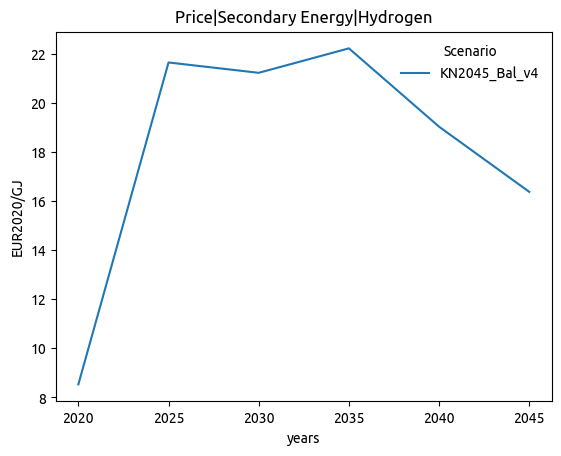 Price|Secondary Energy|Hydrogen
22
20
18
16
14
12
10
8
EUR2020/GJ
Scenario
KN2045_Bal_v4
2020 2025 2030 2035 2040 2045
years